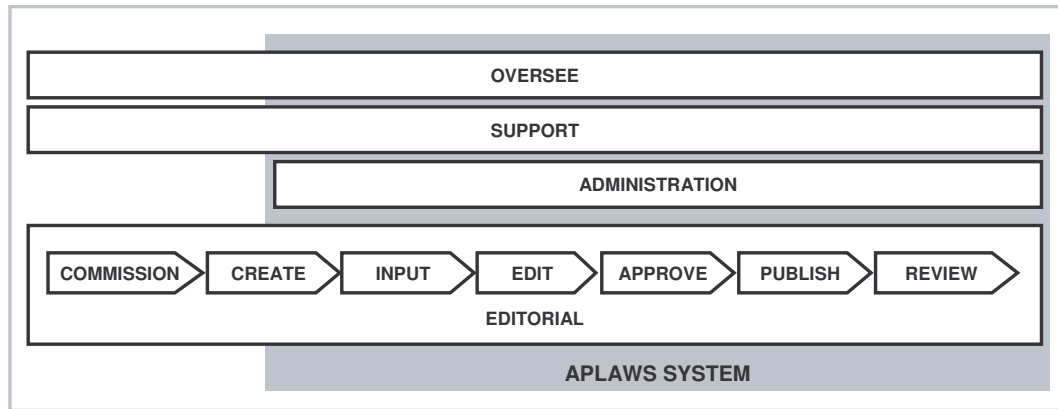 OVERSEE
SUPPORT
ADMINISTRATION
COMMISSION CREATE INPUT EDIT APPROVE PUBLISH REVIEW
EDITORIAL
APLAWS SYSTEM